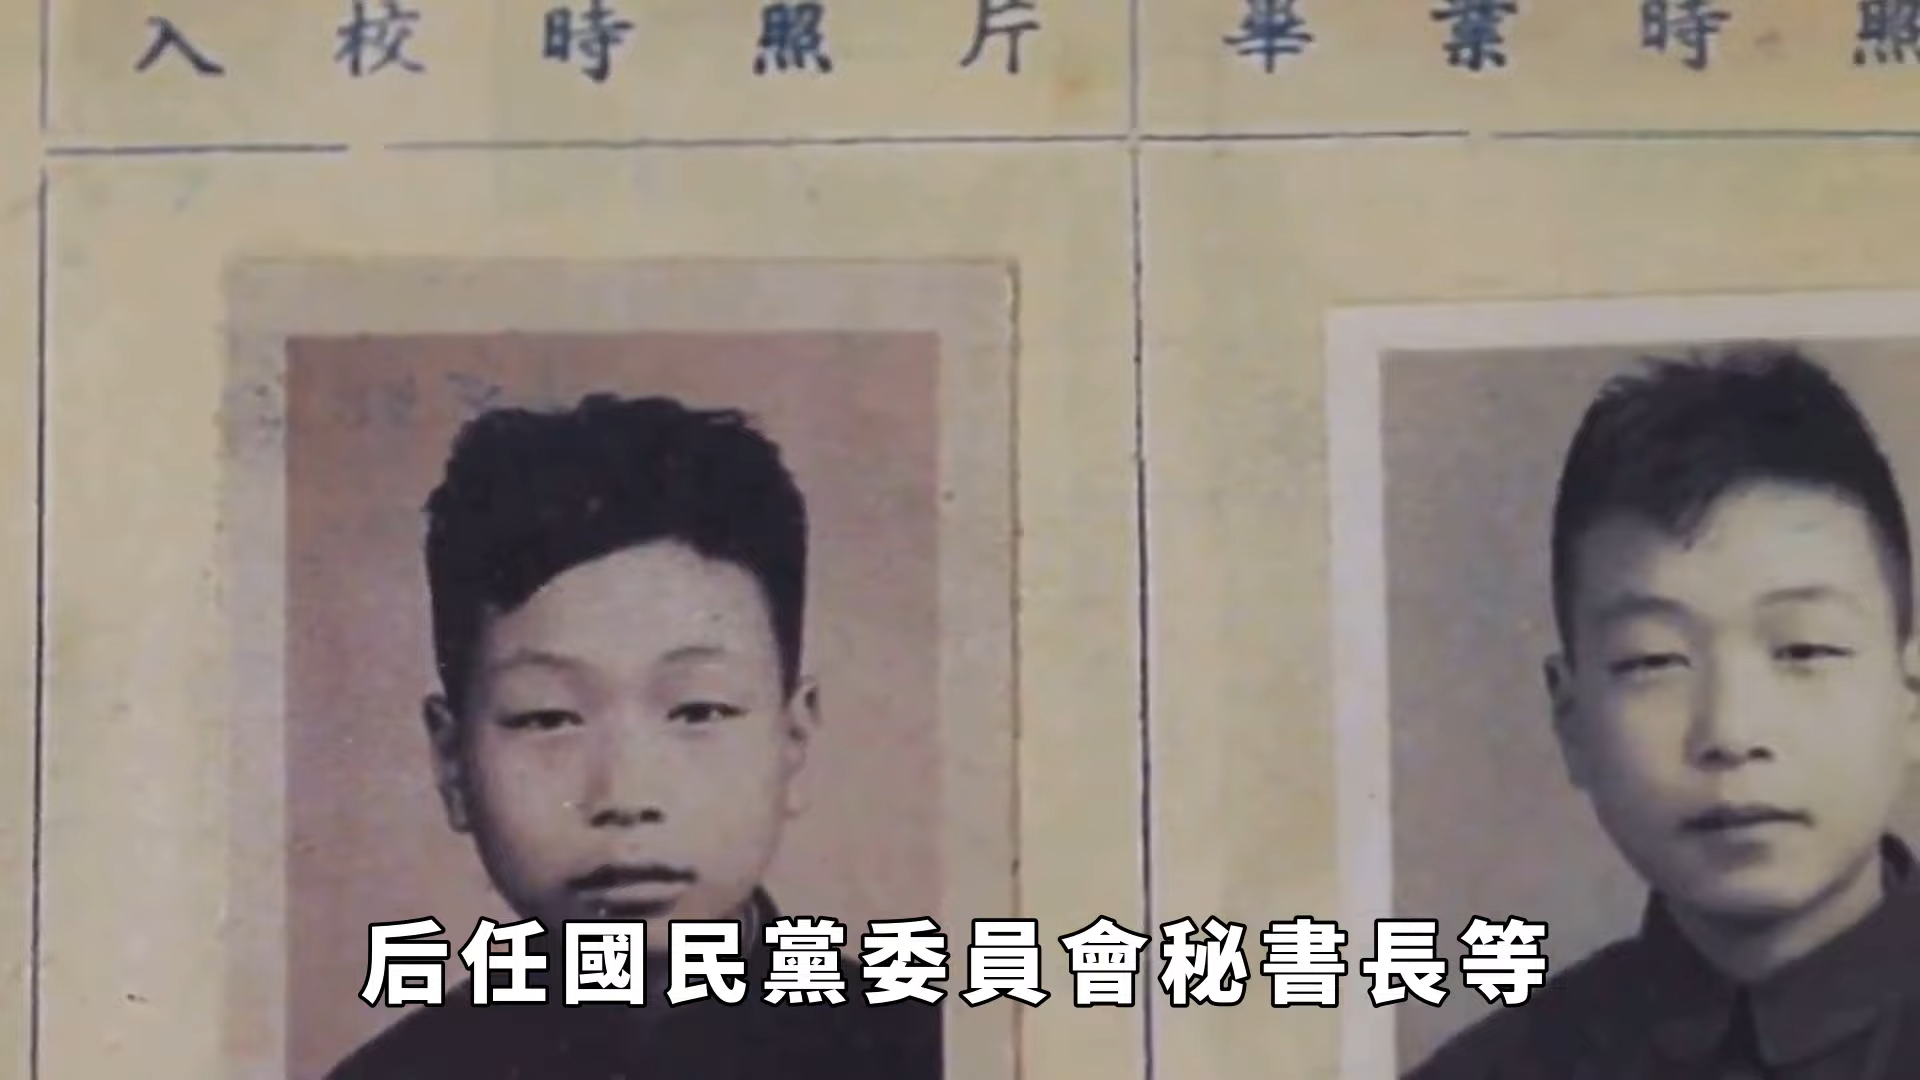 入校時照片
畢業時照
后任國民黨委員會秘書長等